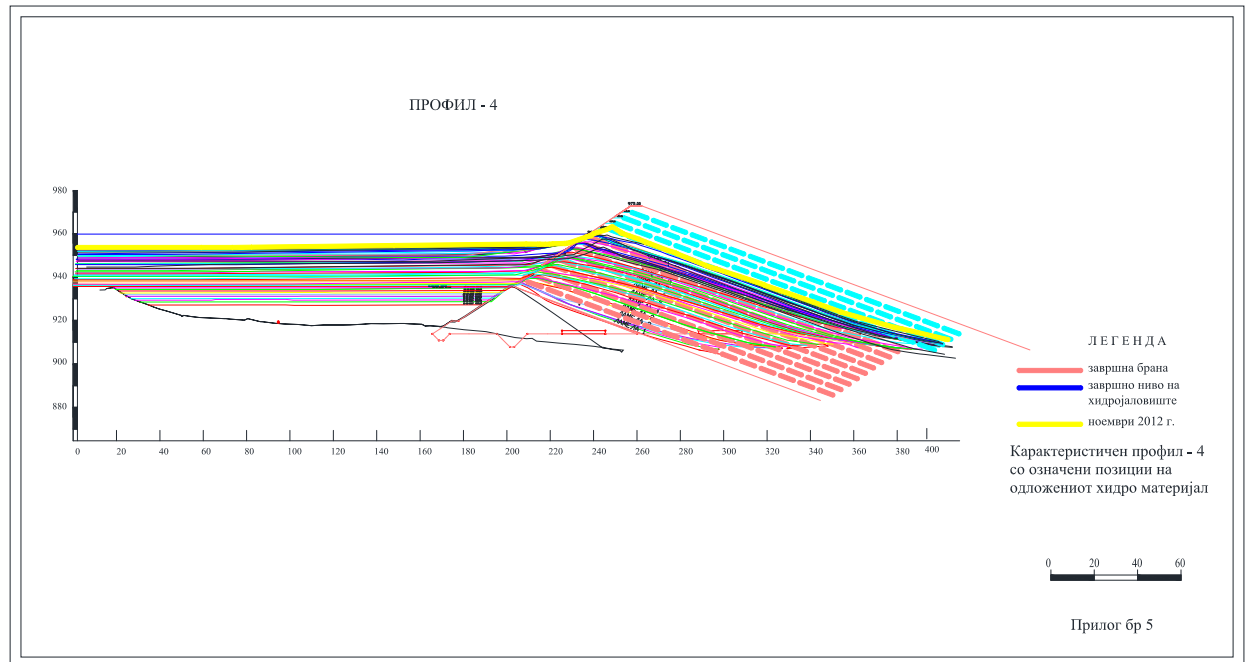 ПРОФИЛ - 4
980
960
940
920
900
880
0 20 40 60 80 100 120 140 160 180 200 220 240 260 280 300 320 340 360 380 400
ЛЕГЕНДА
завршна брана
завршно ниво на
хидројаловиште
ноември 2012 г.
Карактеристичен профил - 4
со означени позиции на
одложениот хидро материјал
0 20 40 60
Прилог бр 5